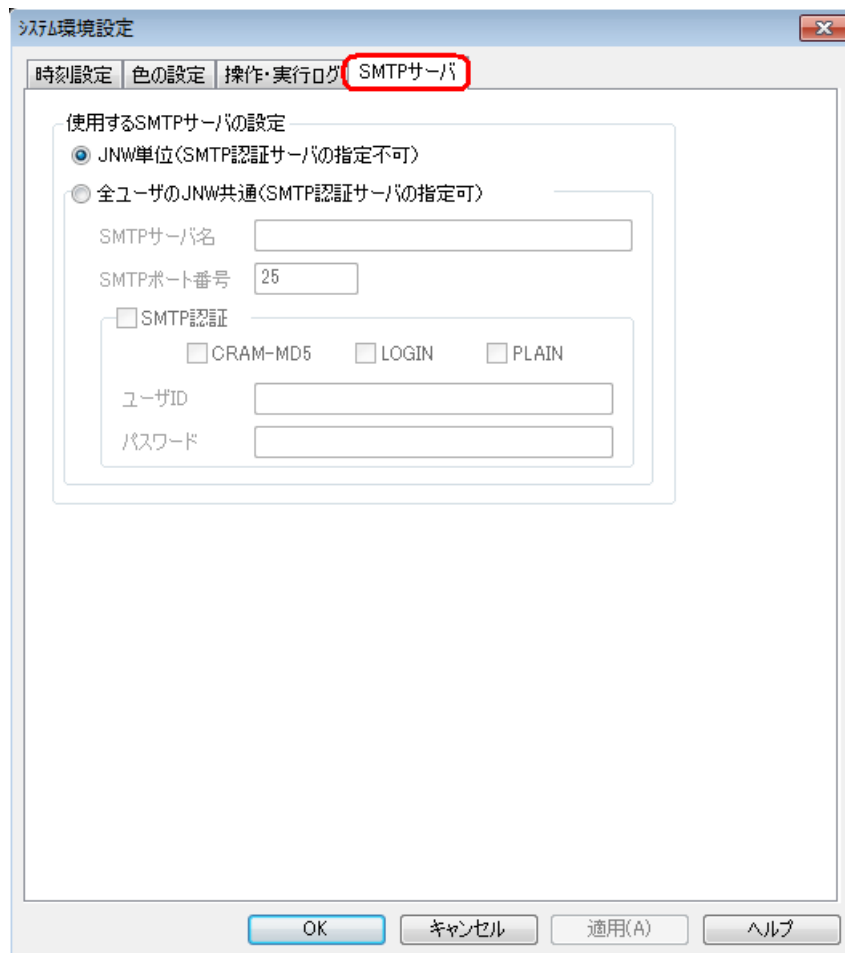 システム環境設定
時刻設定 色の設定 操作・実行ログ SMTPサーバ
使用するSMTPサーバの設定
JNW単位(SMTP認証サーバの指定不可)
全ユーザのJNW共通(SMTP認証サーバの指定可)
SMTPサーバ名
SMTPポート番号 25
SMTP認証
CRAM-MD5 LOGIN PLAIN
ユーザID
パスワード
OK キャンセル 適用(A) ヘルプ